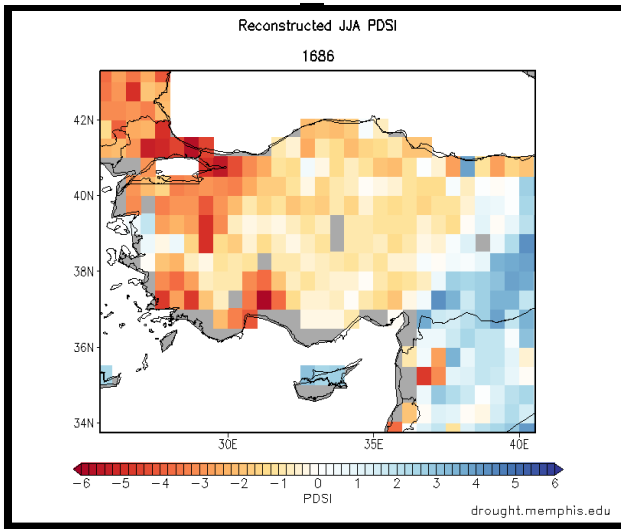 Reconstructed JJA PDSI
1686
42N
40N
38N
36N
34N
30E 35E 40E
−6 −5 −4 −3 −2 −1 0 1 2 3 4 5 6
PDSI
drought.memphis.edu